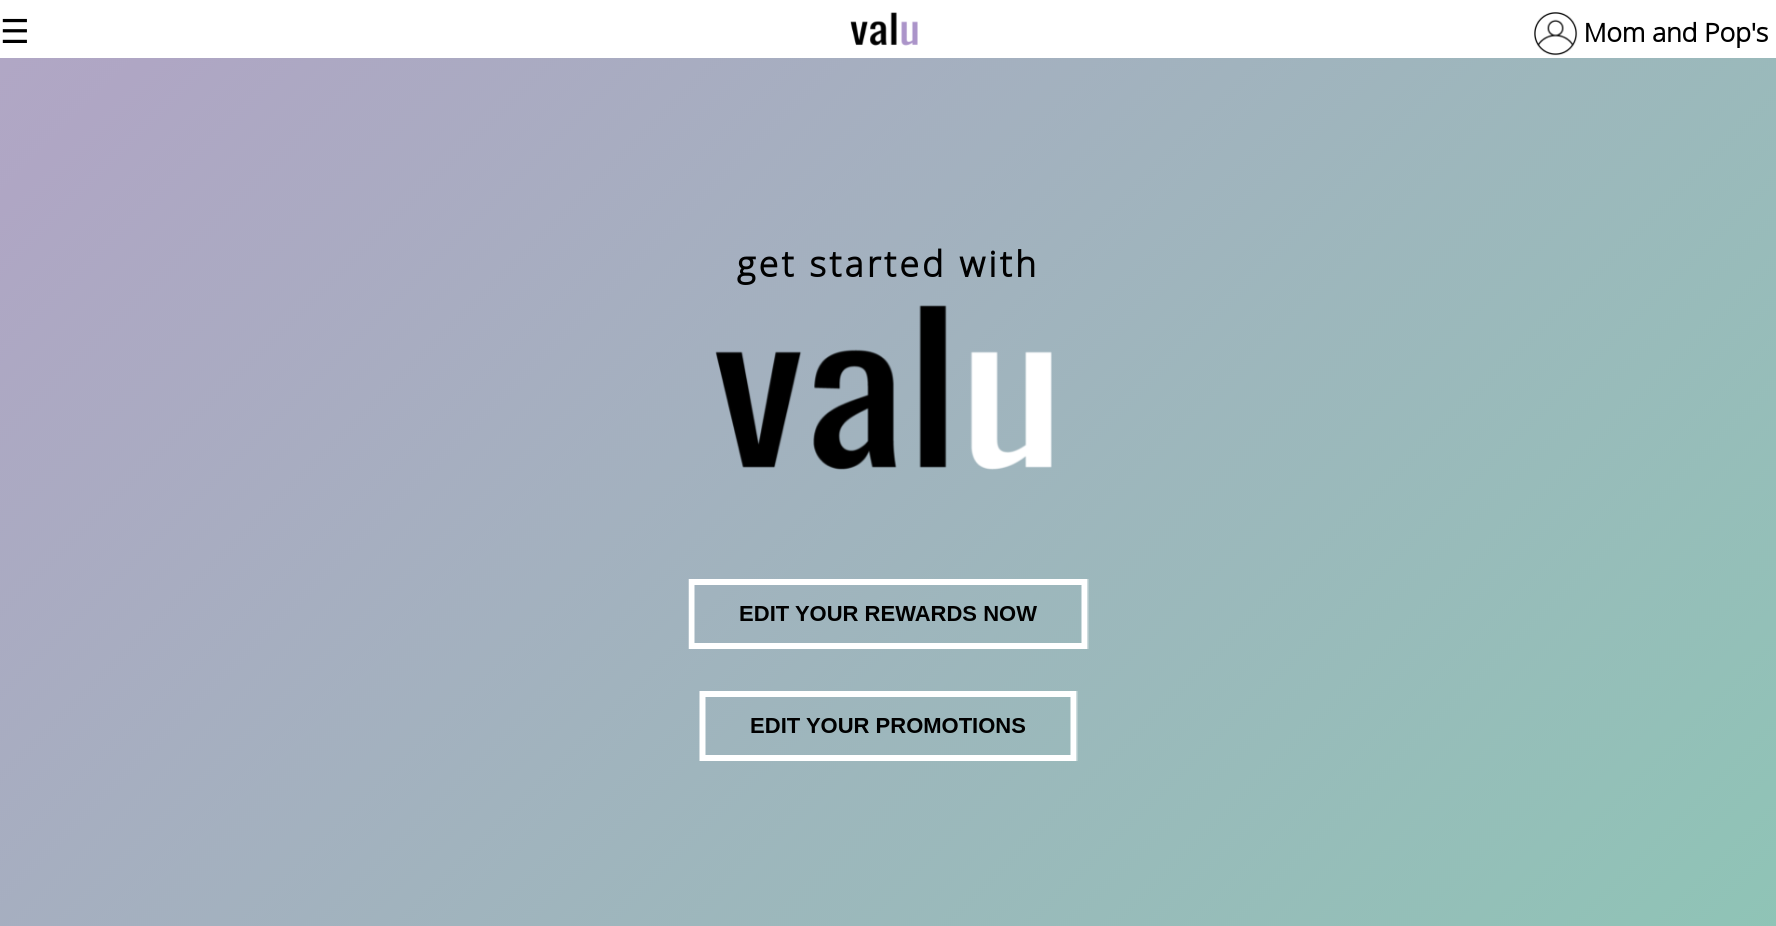 valu
Mom and Pop's
get started with
valu
EDIT YOUR REWARDS NOW
EDIT YOUR PROMOTIONS